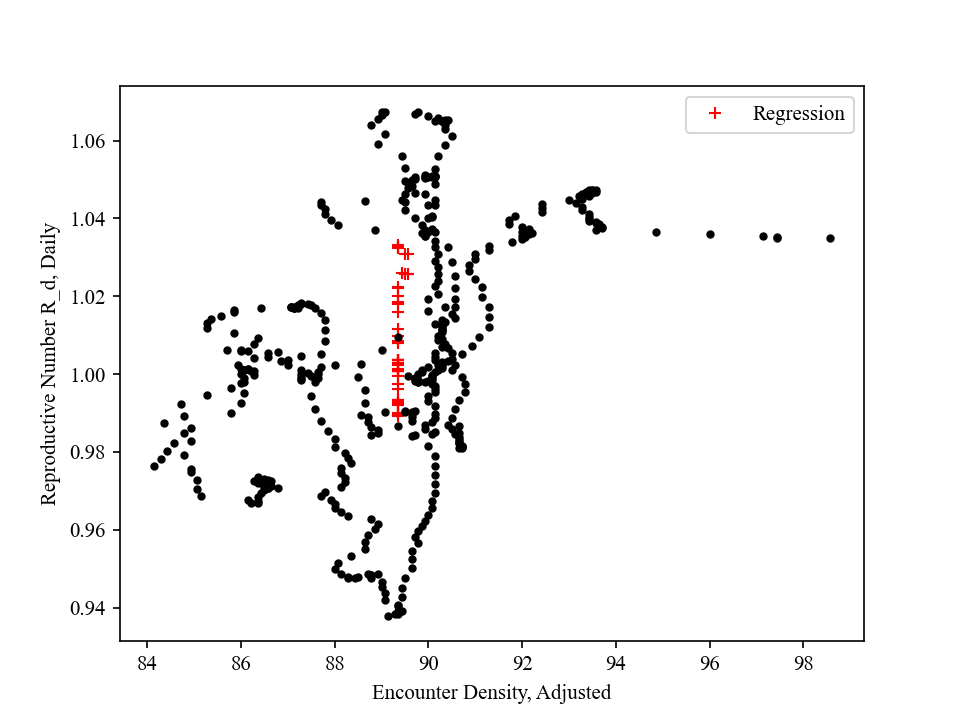 Regression
1.06
1.04
1.02
1.00
0.98
0.96
0.94
Reproductive Number R_d, Daily
84 86 88 90 92 94 96 98
Encounter Density, Adjusted